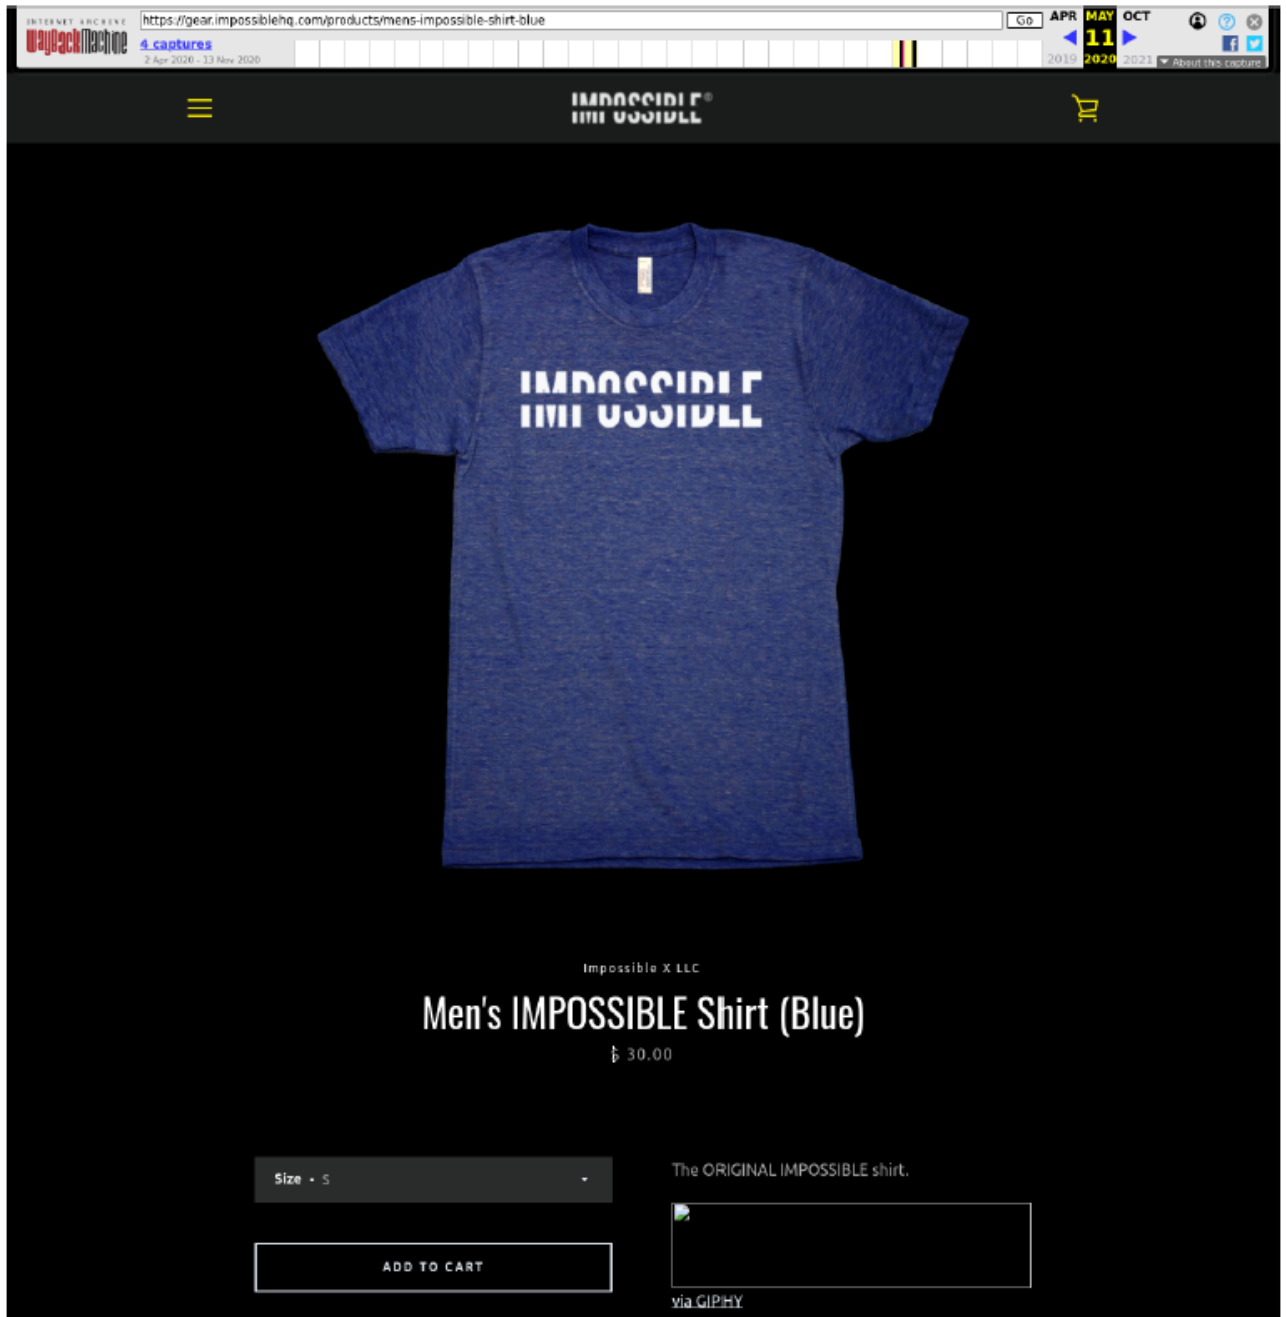 INTERNET ARCHIVE
WayBackMachine
https://gear.impossiblehq.com/products/mens-impossible-shirt-blue
Go
4 captures
2 Apr 2020 - 13 Nov 2020
APR MAY OCT
11
2019 2020 2021
About this capture
IMPOSSIBLE®
IMPOSSIBLE
Impossible X LLC
Men's IMPOSSIBLE Shirt (Blue)
$ 30.00
Size - S
The ORIGINAL IMPOSSIBLE shirt.
ADD TO CART
via GIPHY